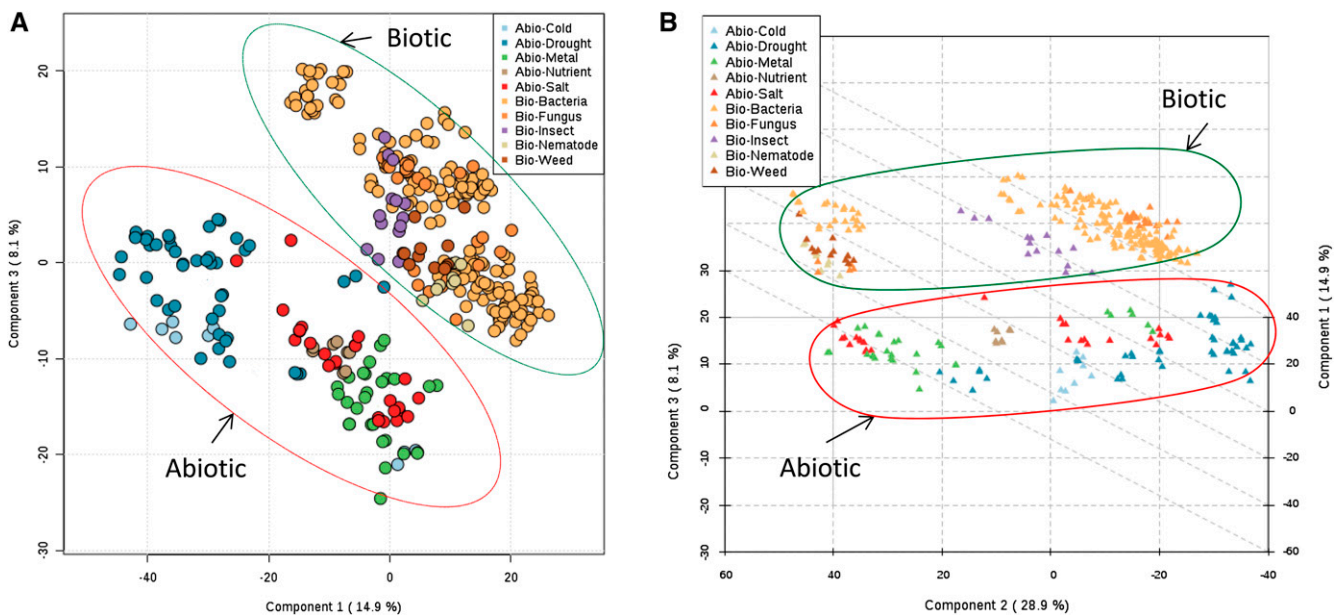 A
Biotic
Abio-Cold
Abio-Drought
Abio-Metal
Abio-Nutrient
Abio-Salt
Bio-Bacteria
Bio-Fungus
Bio-Insect
Bio-Nematode
Bio-Weed
Abiotic
Component 3 ( 8.1 %)
20
10
0
-10
-20
-30
-40
-20
0
20
Component 1 ( 14.9 %)
B
Abio-Cold
Abio-Drought
Abio-Metal
Abio-Nutrient
Abio-Salt
Bio-Bacteria
Bio-Fungus
Bio-Insect
Bio-Nematode
Bio-Weed
Biotic
Abiotic
Component 3 ( 8.1 %)
30
20
10
0
-10
-20
-30
60
40
20
0
-20
-40
Component 2 ( 28.9 %)
40
20
0
-20
-40
-60
Component 1 ( 14.9 %)